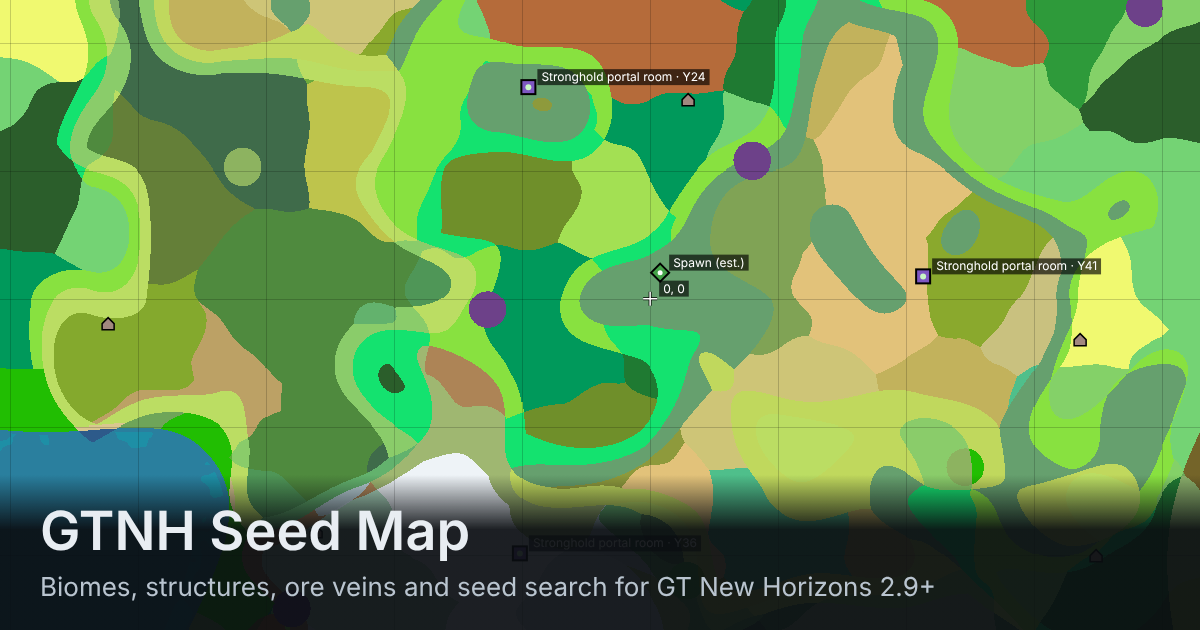 Stronghold portal room · Y24
Spawn (est.)
Stronghold portal room · Y41
0, 0
GTNH Seed Map
Stronghold portal room · Y36
Biomes, structures, ore veins and seed search for GT New Horizons 2.9+